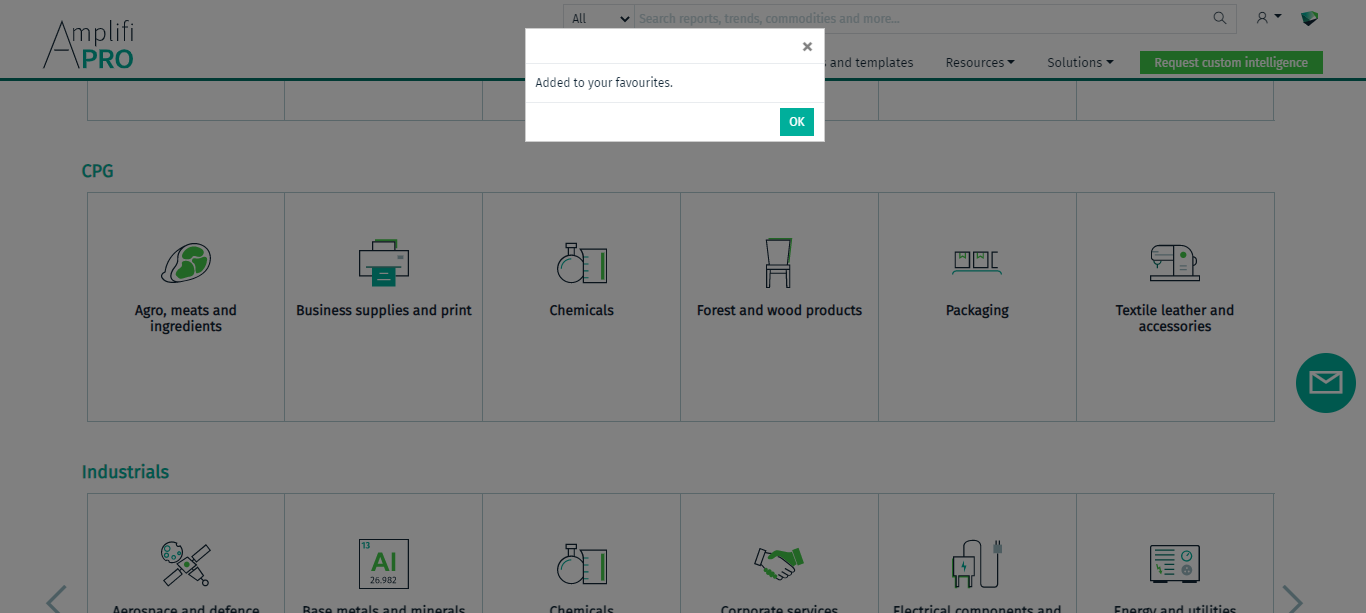 Amplifi
PRO
All
Search reports, trends, commodities and more...
×
and templates
Resources
Solutions
Request custom intelligence
Added to your favourites.
OK
CPG
Agro, meats and
ingredients
Business supplies and print
Chemicals
Forest and wood products
Packaging
Textile leather and
accessories
Industrials
13
Al
26.982
Aerospace and defence
Base metals and minerals
Chemicals
Corporate services
Electrical components and
Energy and utilities